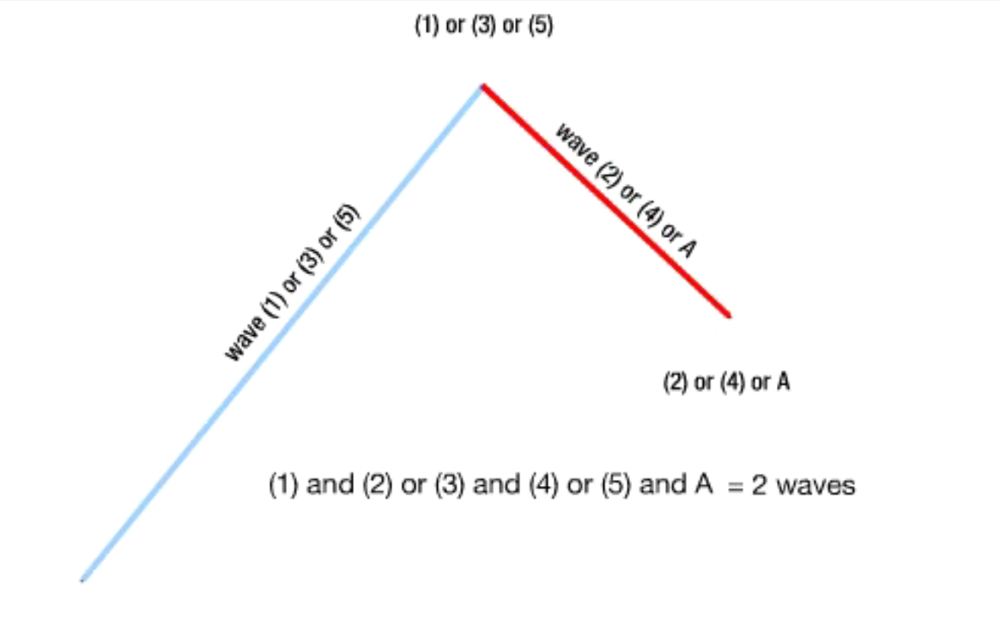 (1) or (3) or (5)
wave (1) or (3) or (5)
wave (2) or (4) or A
(2) or (4) or A
(1) and (2) or (3) and (4) or (5) and A = 2 waves